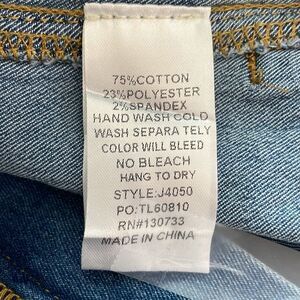 75%COTTON
23%POLYESTER
2%SPANDEX
HAND WASH COLD
WASH SEPARA TELY
COLOR WILL BLEED
NO BLEACH
HANG TO DRY
STYLE:J4050
PO:TL60810
RN#130733
MADE IN CHINA